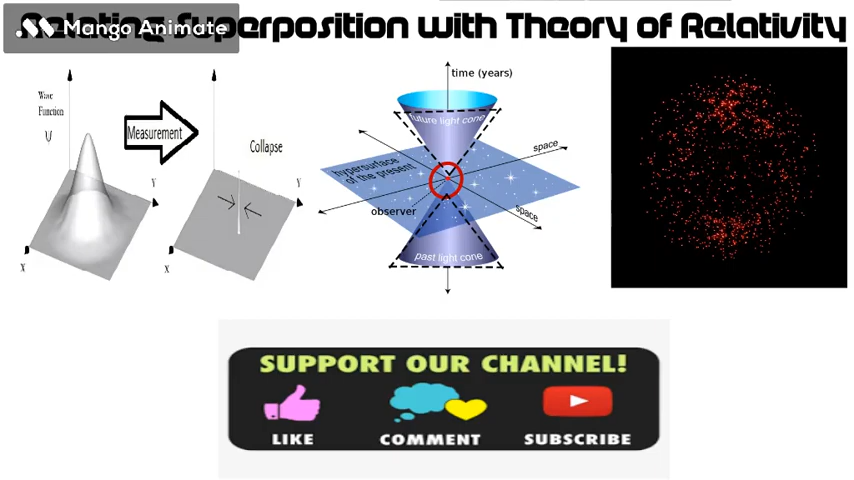 Relating Superposition with Theory of Relativity
Mango Animate
Wave
Function
Ψ
Measurement
Collapse
Y
X
Y
X
time (years)
future light cone
space
hypersurface
of the present
observer
space
past light cone
SUPPORT OUR CHANNEL!
LIKE
COMMENT
SUBSCRIBE